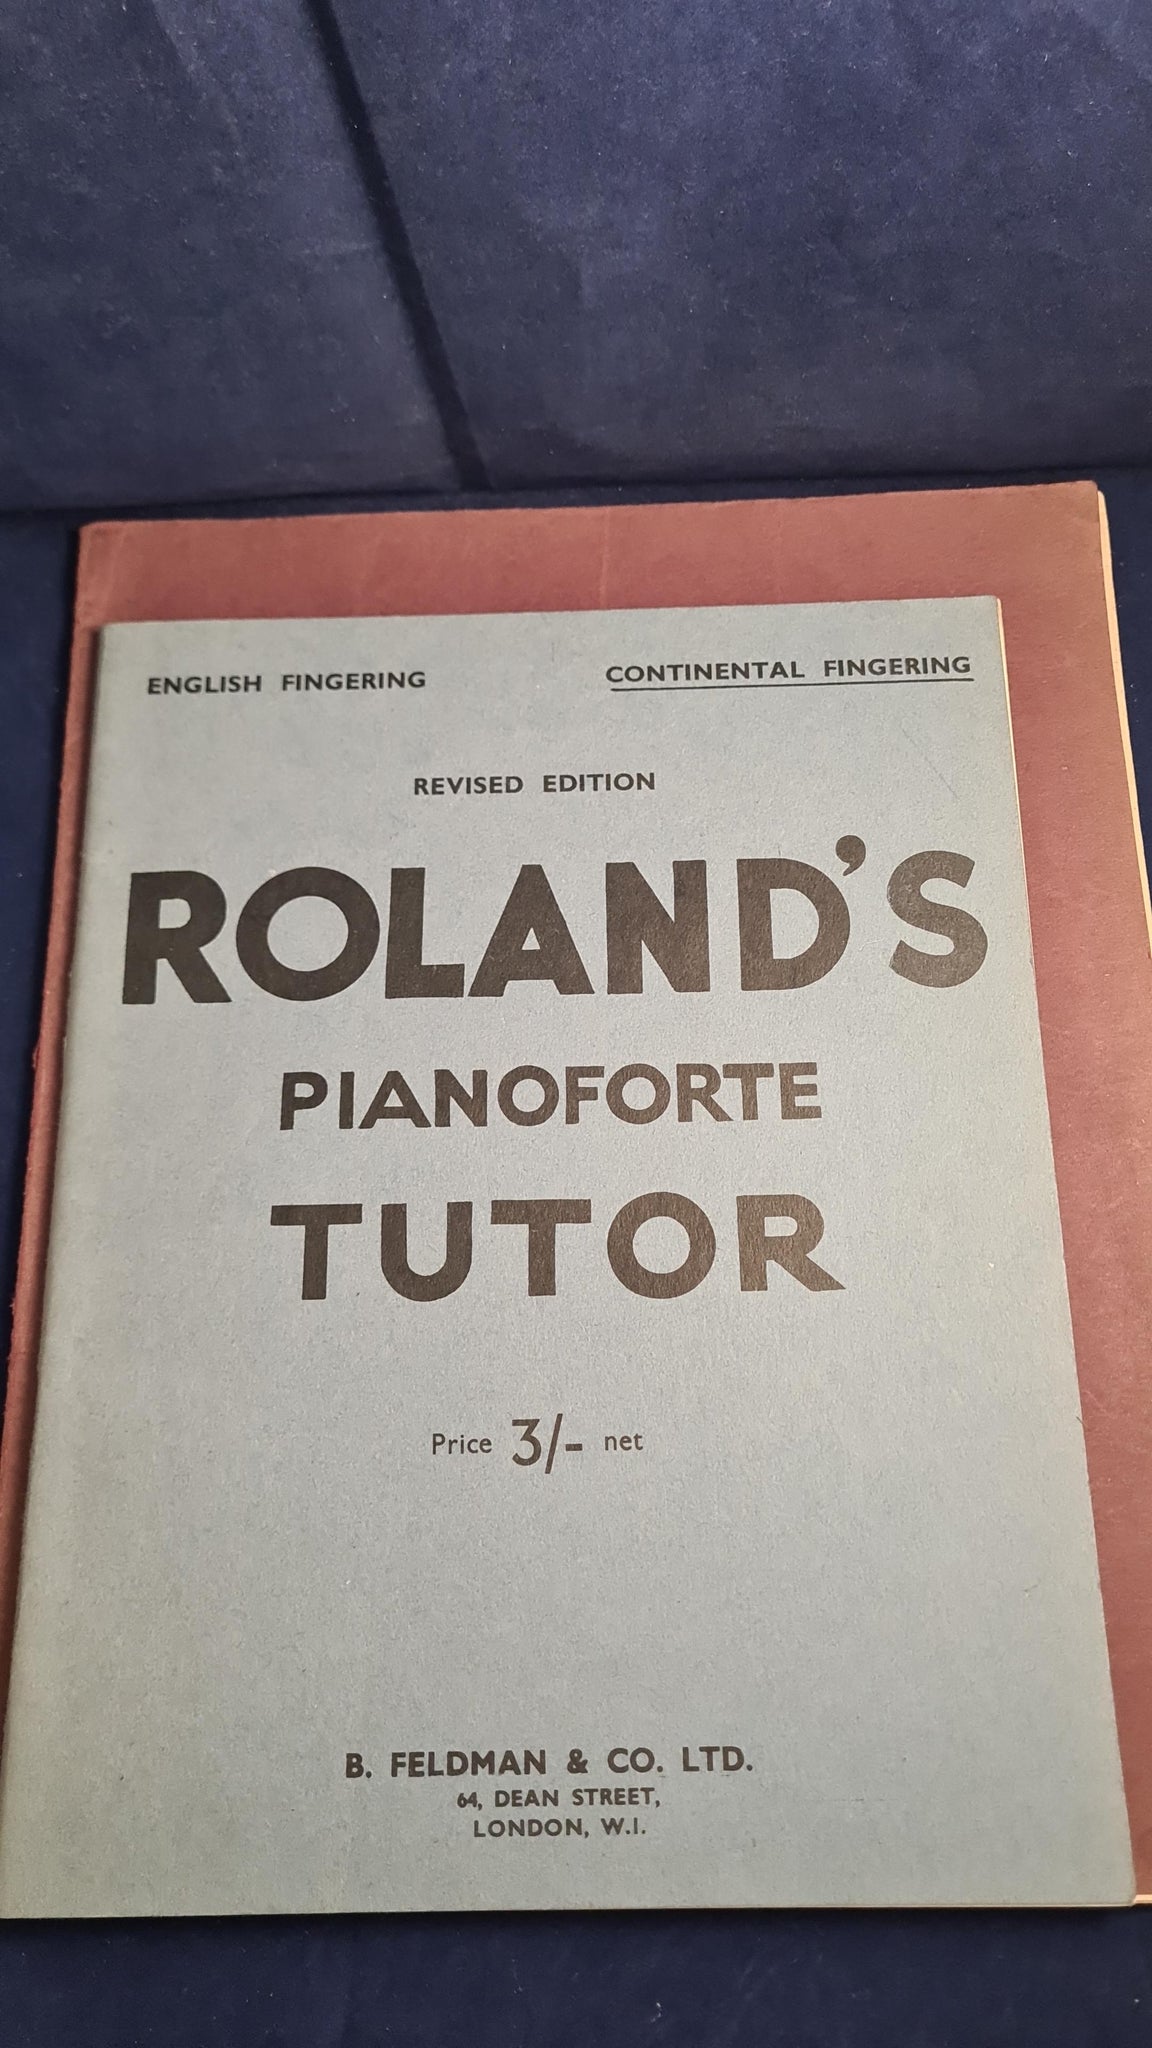 ENGLISH FINGERING CONTINENTAL FINGERING
REVISED EDITION
ROLAND'S
PIANOFORTE
TUTOR
Price 3/- net
B. FELDMAN & CO. LTD.
64, DEAN STREET,
LONDON, W.I.